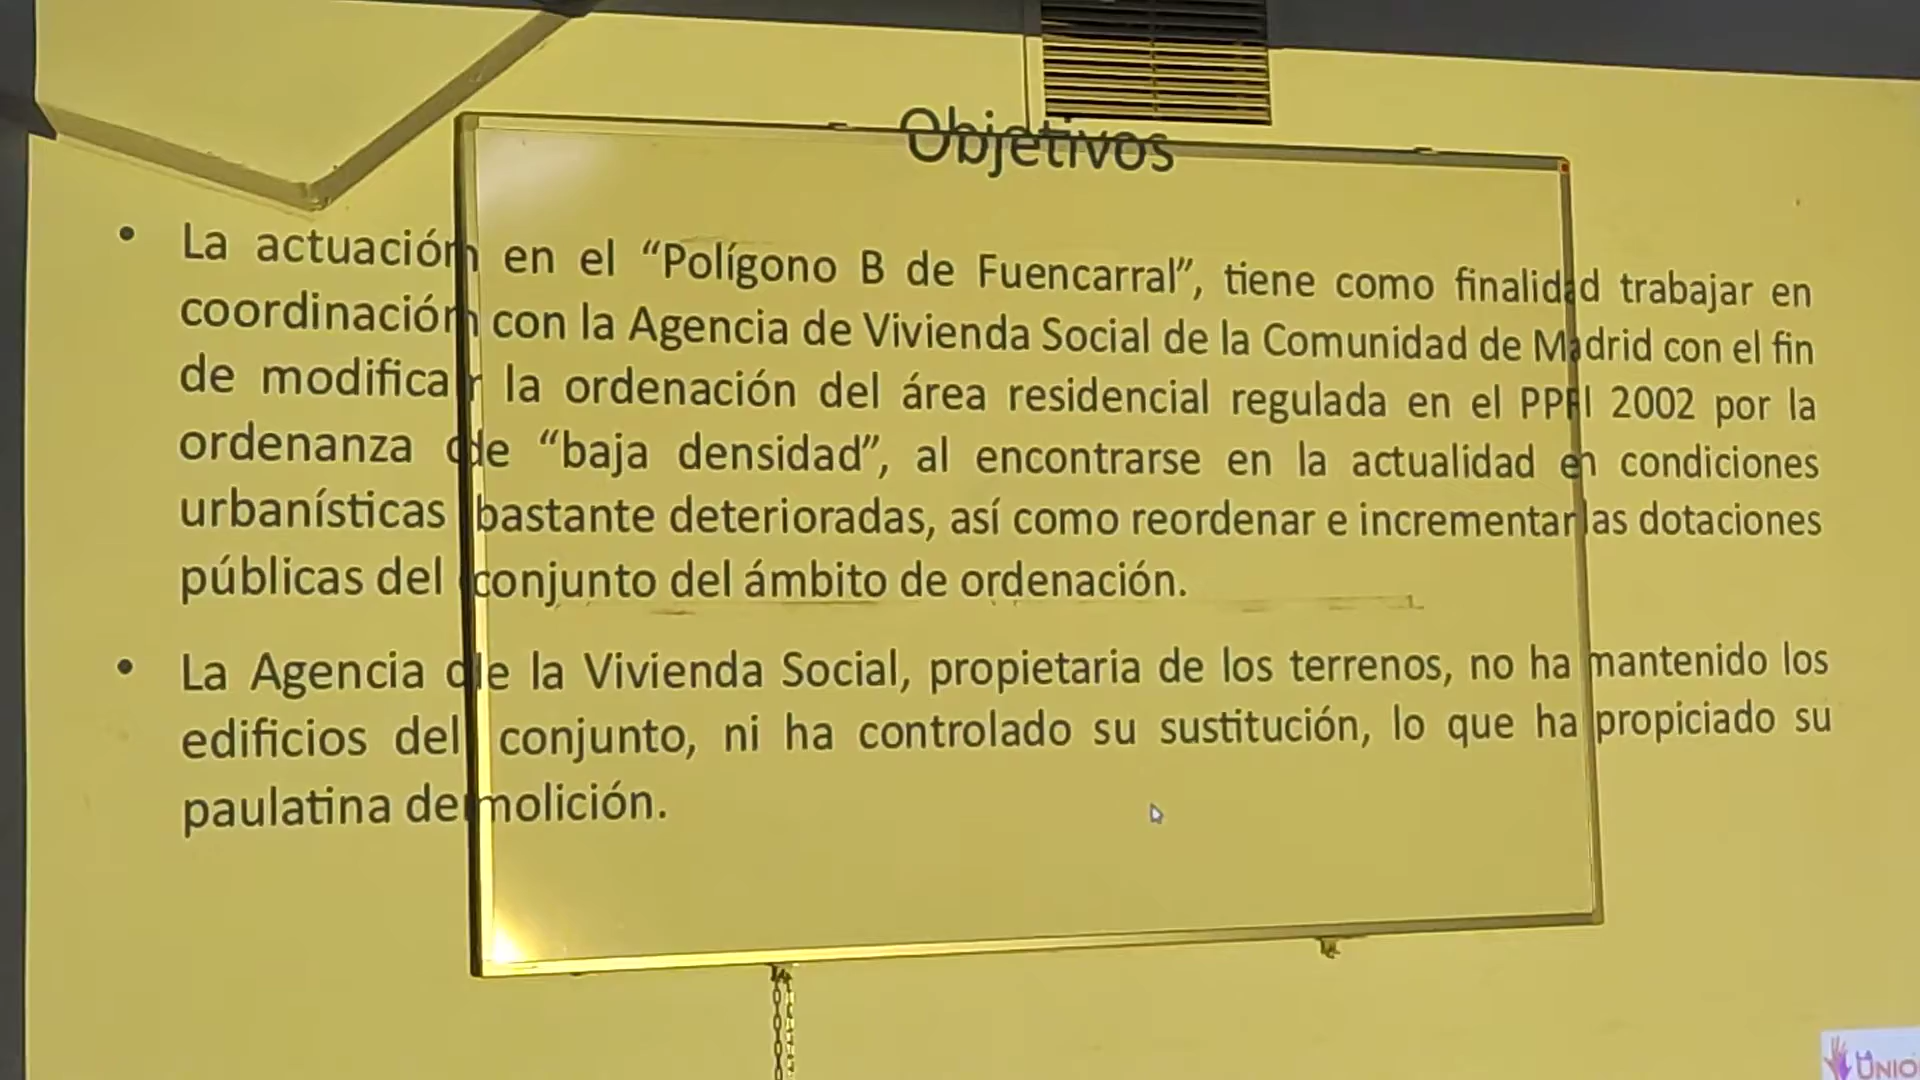 Objetivos
• La actuación en el “Polígono B de Fuencarral”, tiene como finalidad trabajar en
coordinación con la Agencia de Vivienda Social de la Comunidad de Madrid con el fin
de modificar la ordenación del área residencial regulada en el PPRI 2002 por la
ordenanza de “baja densidad”, al encontrarse en la actualidad en condiciones
urbanísticas bastante deterioradas, así como reordenar e incrementar las dotaciones
públicas del conjunto del ámbito de ordenación.
• La Agencia de la Vivienda Social, propietaria de los terrenos, no ha mantenido los
edificios del conjunto, ni ha controlado su sustitución, lo que ha propiciado su
paulatina demolición.